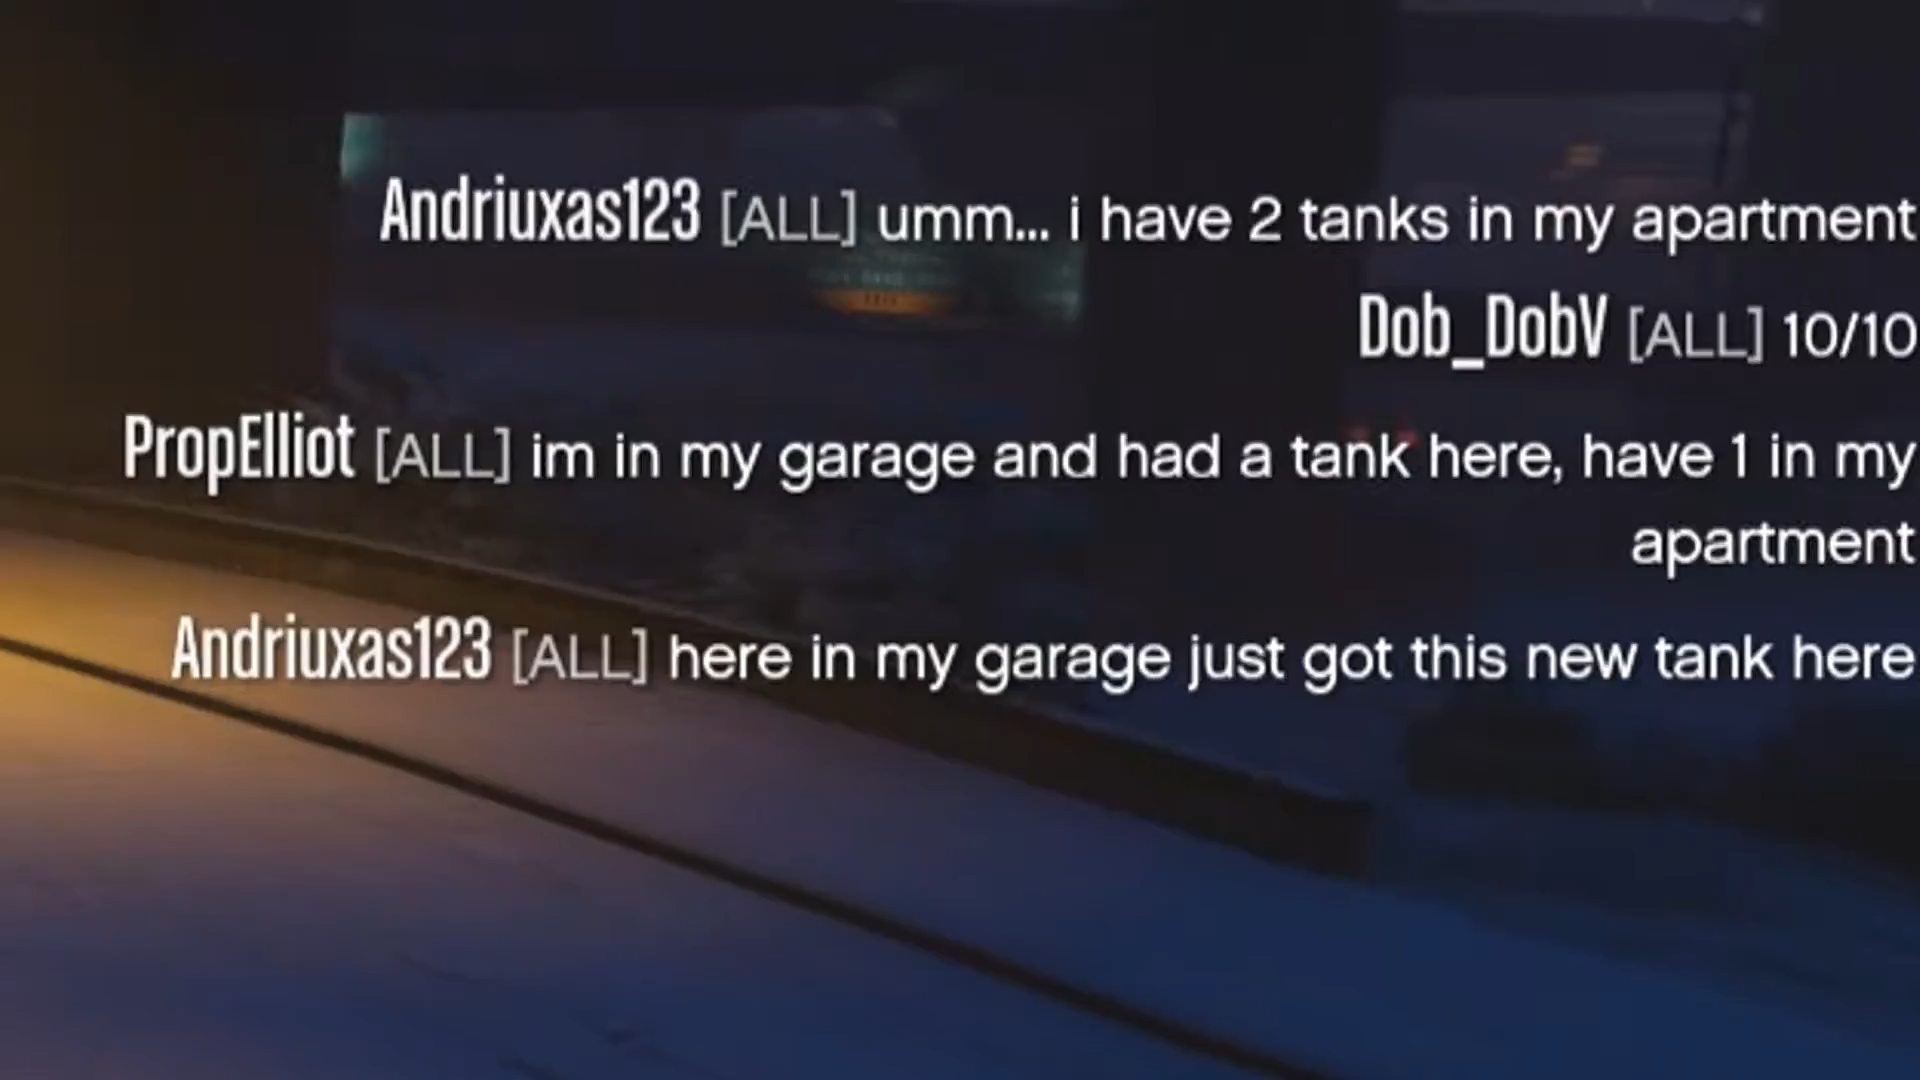 Andriuxas123 [ALL] umm... i have 2 tanks in my apartment
Dob_DobV [ALL] 10/10
PropElliot [ALL] im in my garage and had a tank here, have 1 in my
apartment
Andriuxas123 [ALL] here in my garage just got this new tank here